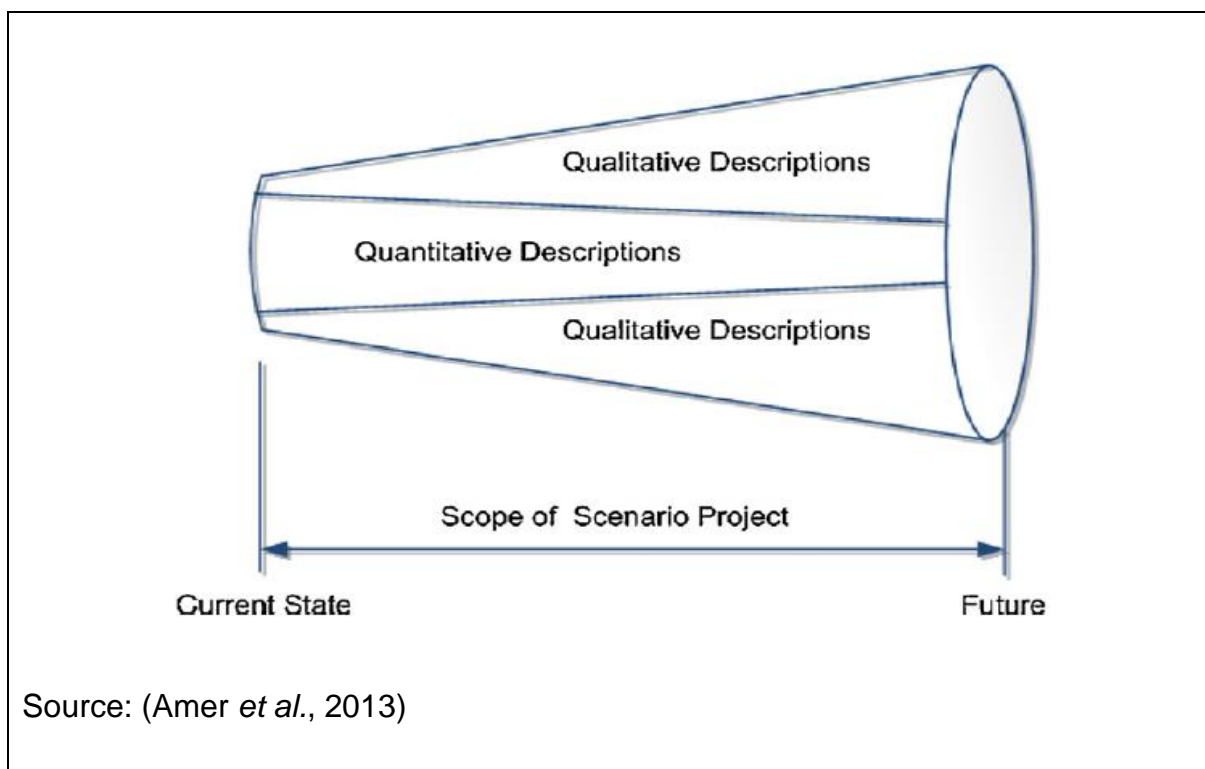 Qualitative Descriptions
Quantitative Descriptions
Qualitative Descriptions
Scope of Scenario Project
Current State
Future
Source: (Amer et al., 2013)